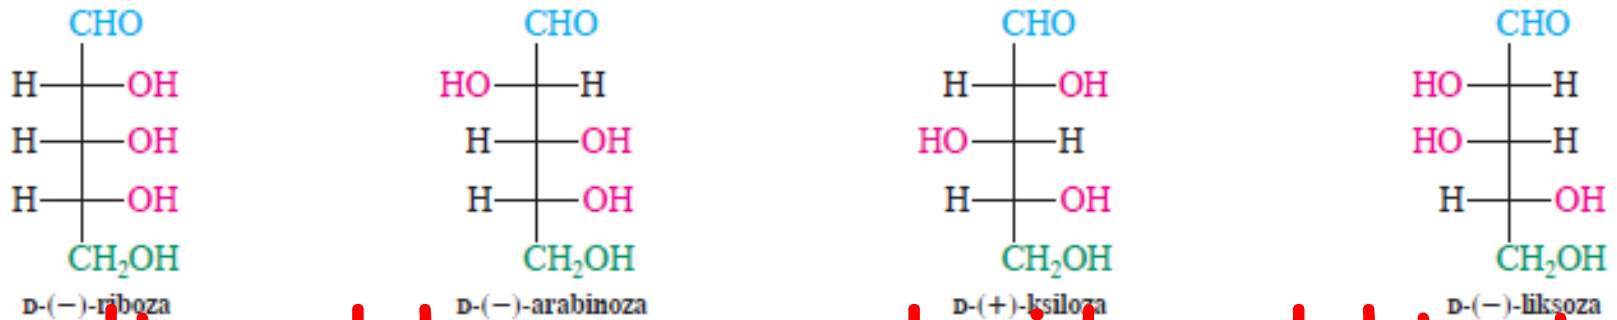 CHO CHO CHO CHO
H OH HO H H OH HO H
H OH H OH HO H HO H
H OH H OH H OH H OH
CH₂OH CH₂OH CH₂OH CH₂OH
D-(−)-riboza D-(−)-arabinoza D-(+)-ksiloza D-(−)-liksoza